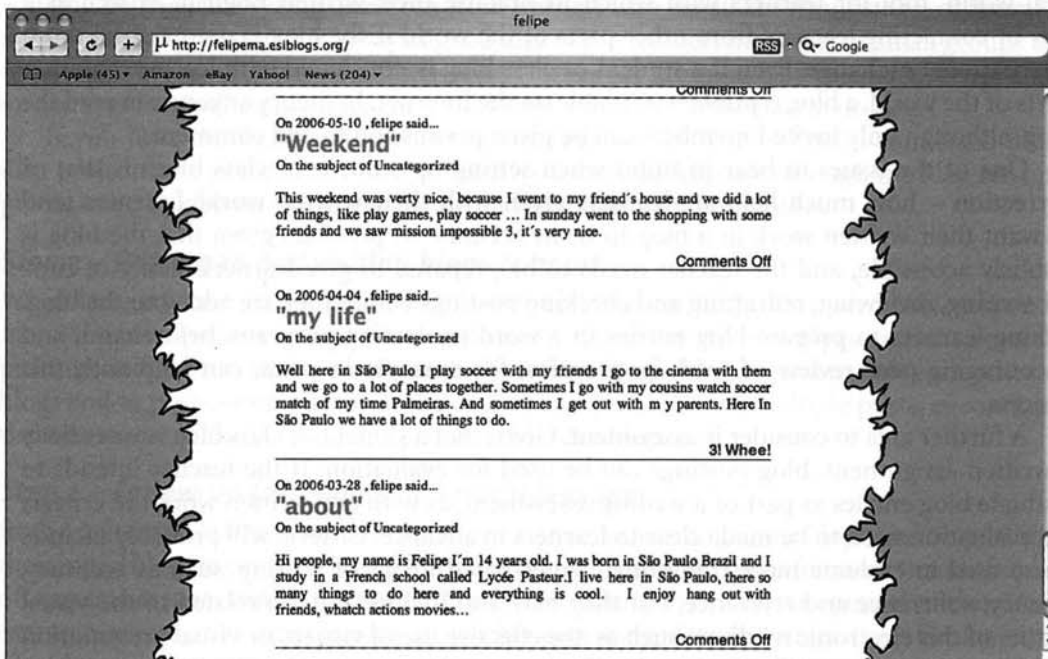 felipe
http://felipema.esiblogs.org/
RSS
Google
Apple (45) Amazon eBay Yahoo! News (204)
Comments Off
On 2006-05-10 , felipe said...
"Weekend"
On the subject of Uncategorized
This weekend was verty nice, because I went to my friend's house and we did a lot
of things, like play games, play soccer ... In sunday went to the shopping with some
friends and we saw mission impossible 3, it´s very nice.
Comments Off
On 2006-04-04 , felipe said...
"my life"
On the subject of Uncategorized
Well here in São Paulo I play soccer with my friends I go to the cinema with them
and we go to a lot of places together. Sometimes I go with my cousins watch soccer
match of my time Palmeiras. And sometimes I get out with m y parents. Here In
São Paulo we have a lot of things to do.
3! Whee!
On 2006-03-28 , felipe said...
"about"
On the subject of Uncategorized
Hi people, my name is Felipe I´m 14 years old. I was born in São Paulo Brazil and I
study in a French school called Lycée Pasteur.I live here in São Paulo, there so
many things to do here and everything is cool. I enjoy hang out with
friends, whatch actions movies....
Comments Off